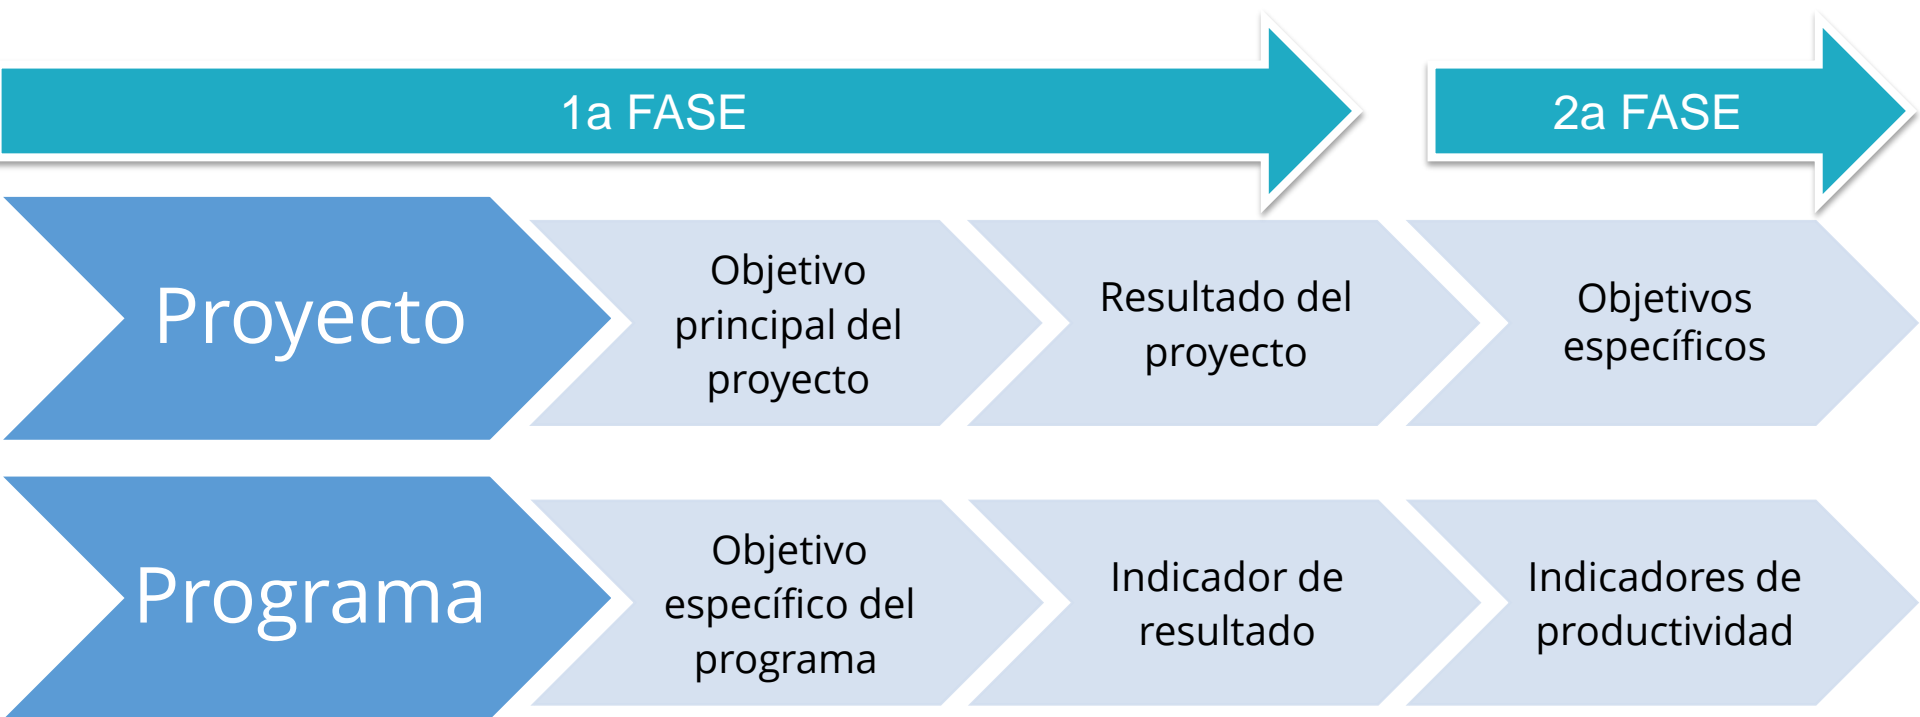 1a FASE
2a FASE
Proyecto
Objetivo
principal del
proyecto
Resultado del
proyecto
Objetivos
específicos
Programa
Objetivo
específico del
programa
Indicador de
resultado
Indicadores de
productividad